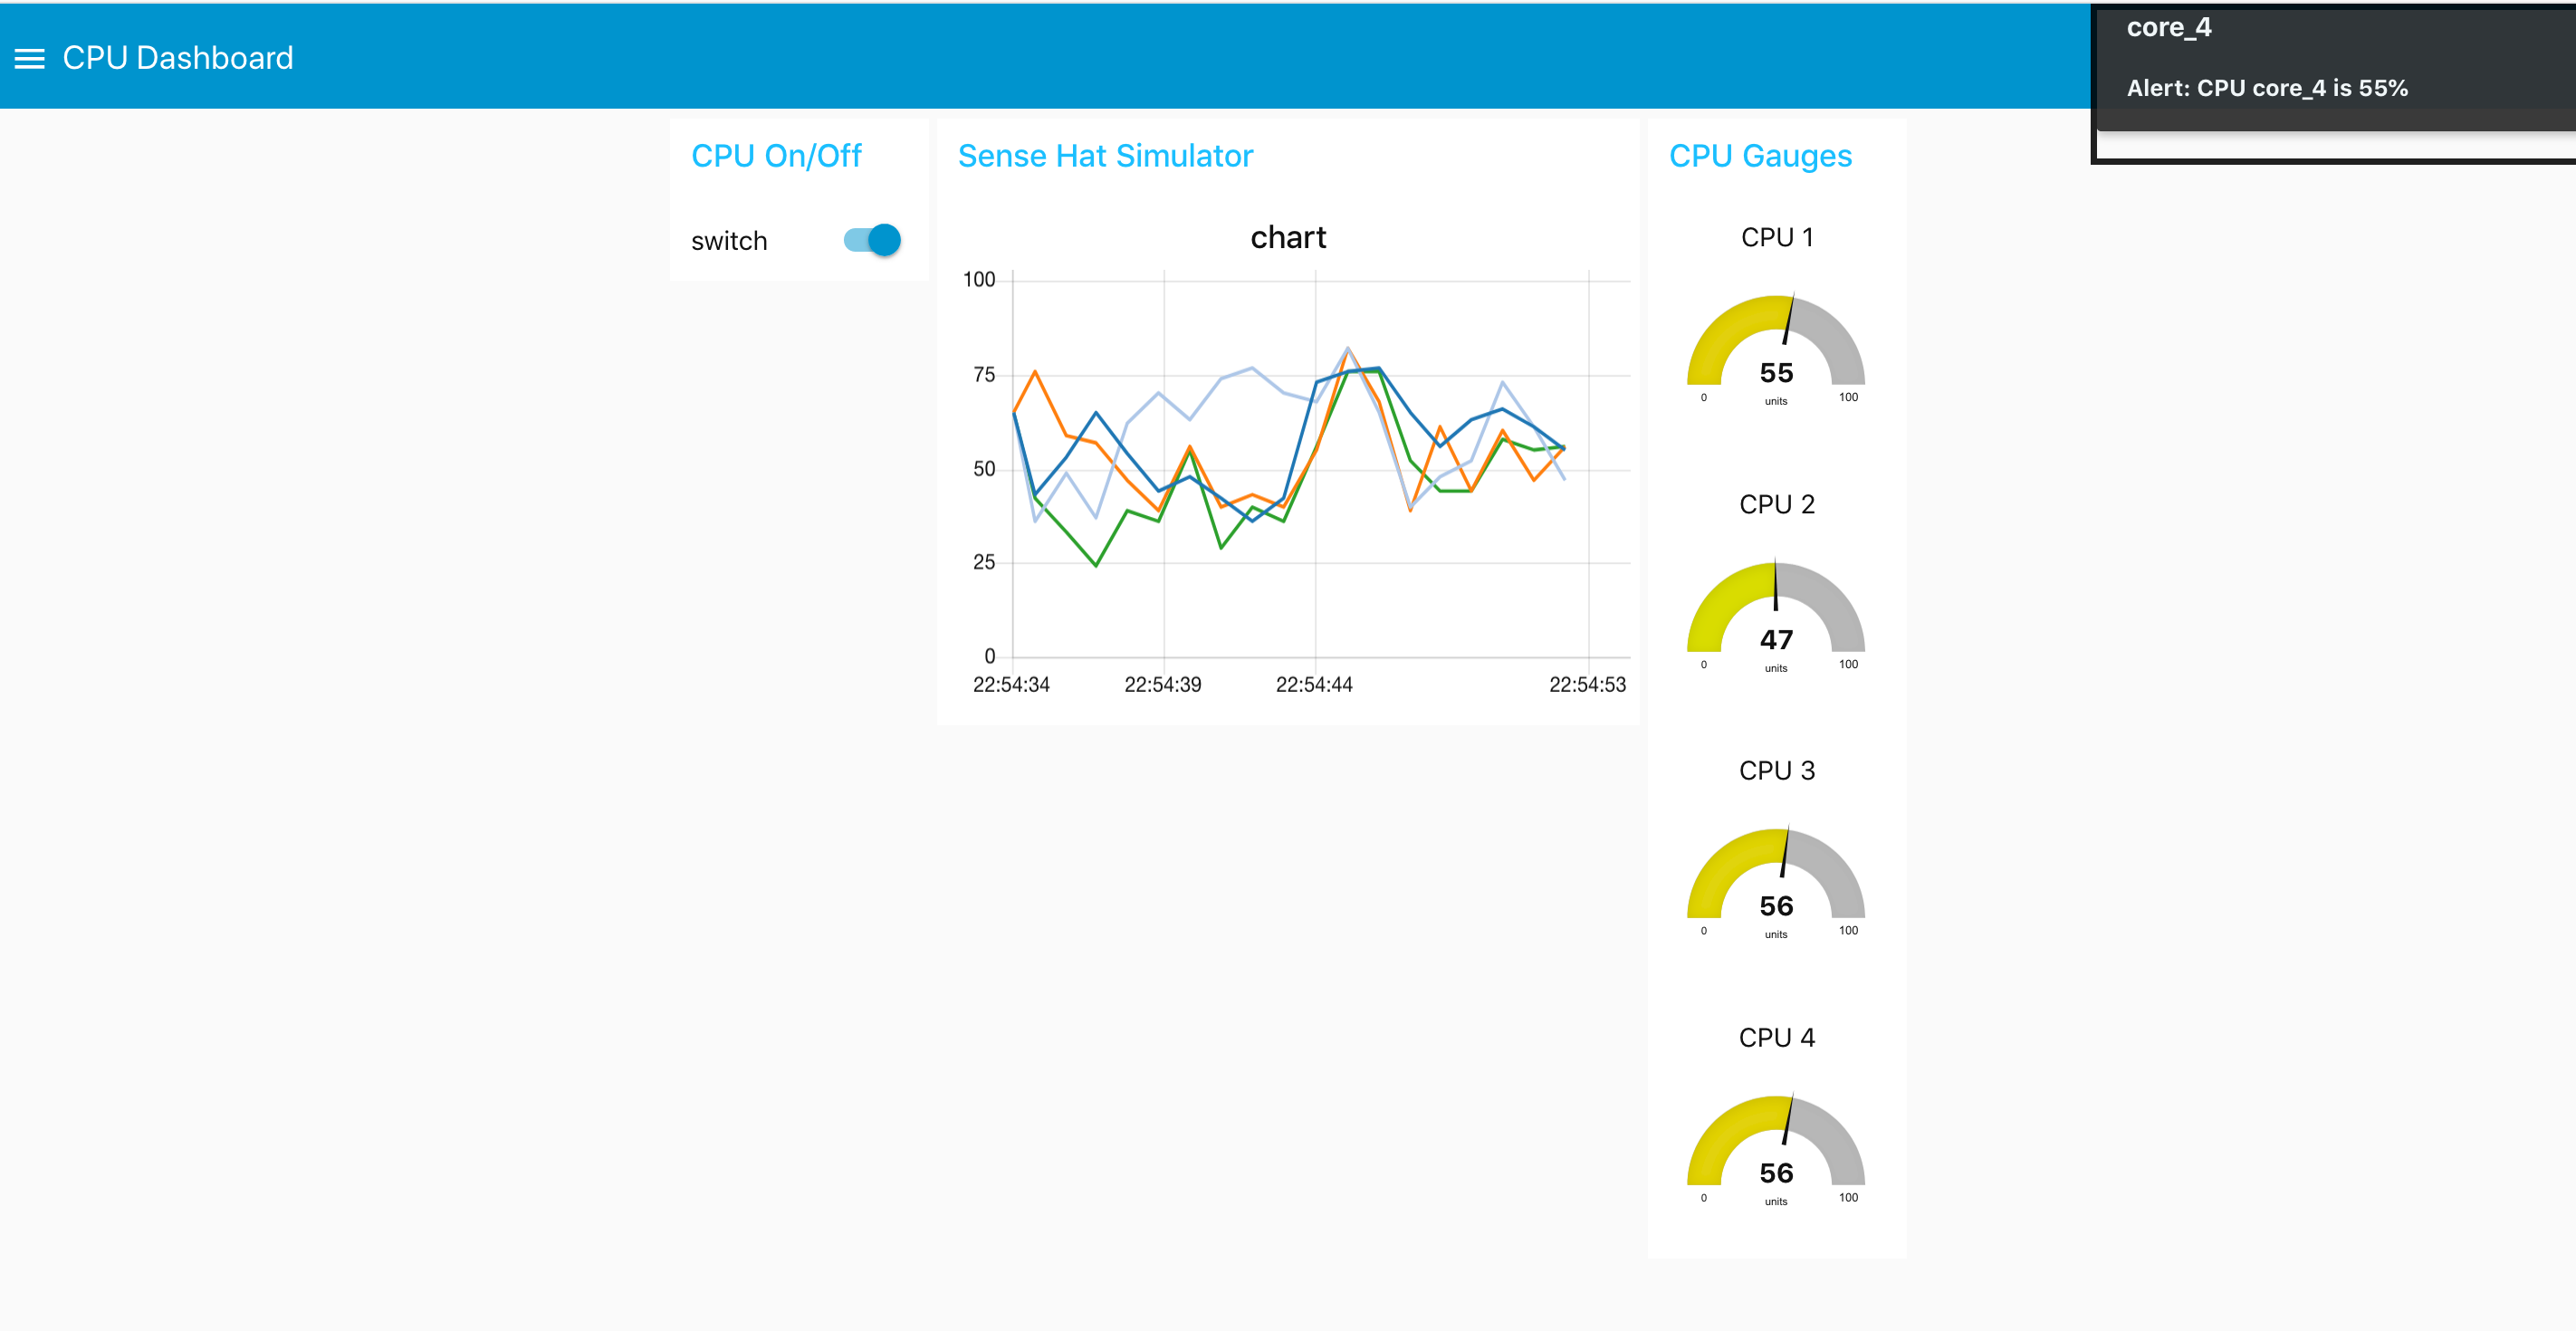 CPU Dashboard
core_4
Alert: CPU core_4 is 55%
CPU On/Off
switch
Sense Hat Simulator
chart
100
75
50
25
0
22:54:34 22:54:39 22:54:44 22:54:53
CPU Gauges
CPU 1
55
0 units 100
CPU 2
47
0 units 100
CPU 3
56
0 units 100
CPU 4
56
0 units 100